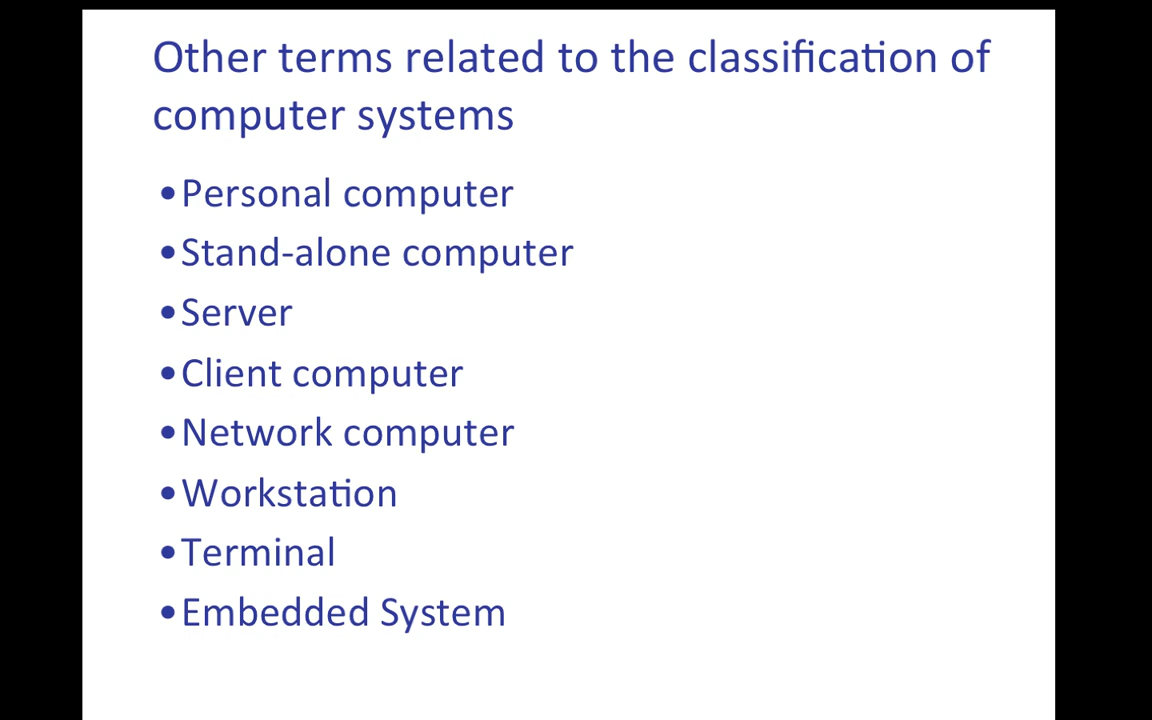 Other terms related to the classification of
computer systems
•Personal computer
•Stand-alone computer
•Server
•Client computer
•Network computer
•Workstation
•Terminal
•Embedded System